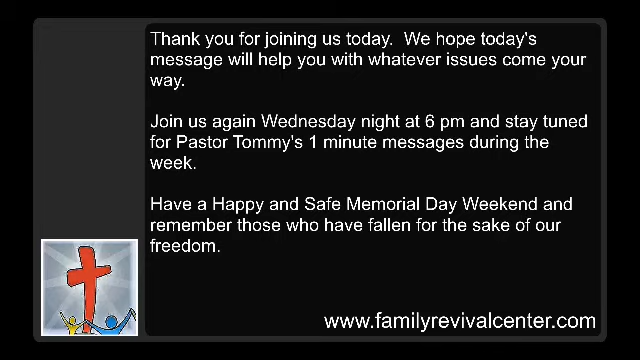 Thank you for joining us today.  We hope today's
message will help you with whatever issues come your
way.
Join us again Wednesday night at 6 pm and stay tuned
for Pastor Tommy's 1 minute messages during the
week.
Have a Happy and Safe Memorial Day Weekend and
remember those who have fallen for the sake of our
freedom.
www.familyrevivalcenter.com